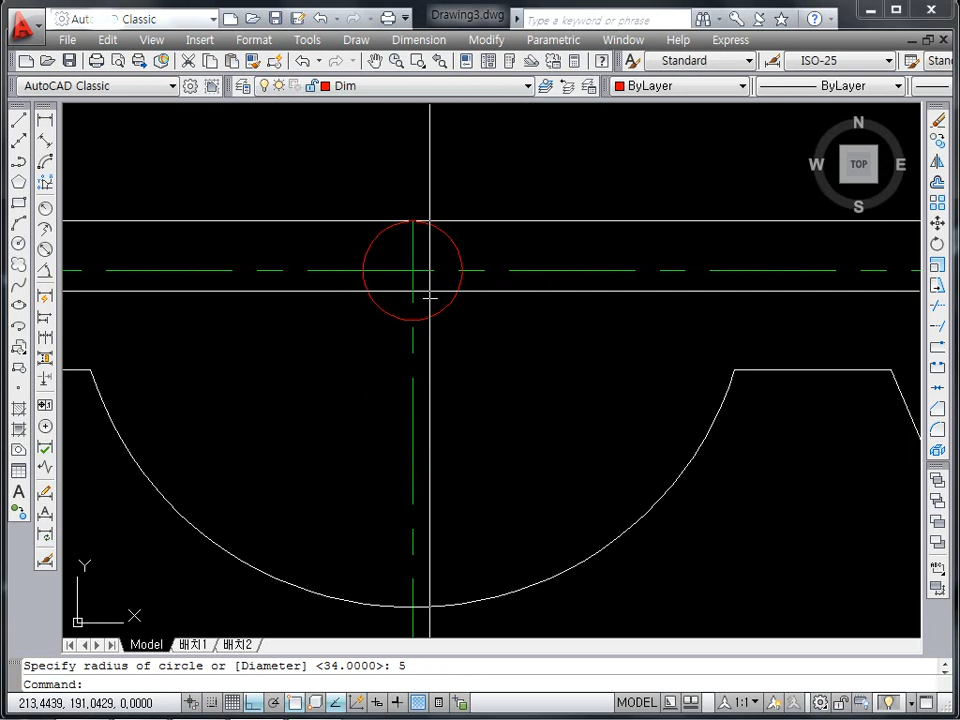 Auto Classic Drawing3.dwg Type a keyword or phrase
File Edit View Insert Format Tools Draw Dimension Modify Parametric Window Help Express
Standard ISO-25 Stan
AutoCAD Classic Dim ByLayer ByLayer
N
W TOP E
S
Y
X
Model 배치1 배치2
Specify radius of circle or [Diameter] <34.0000>: 5
Command:
213,4439, 191,0429, 0,0000 MODEL 1:1